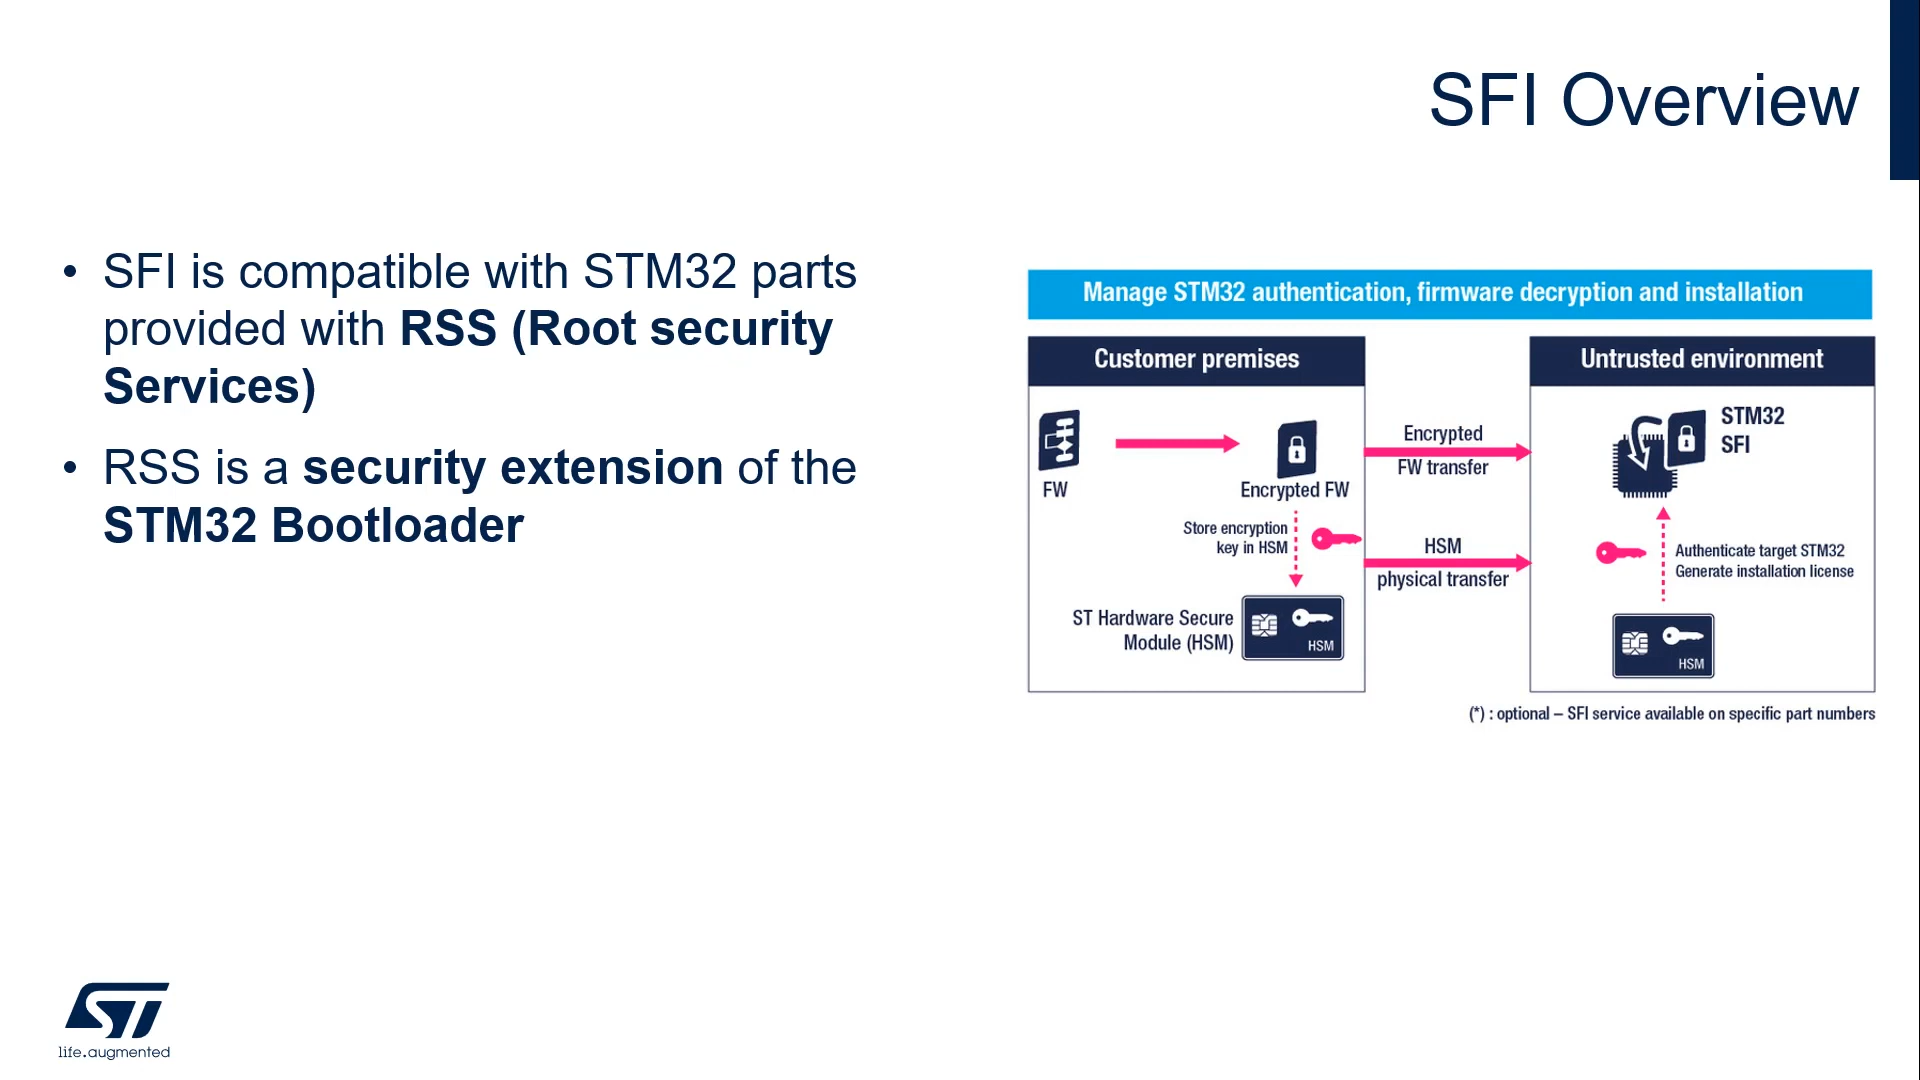 SFI Overview
• SFI is compatible with STM32 parts
provided with RSS (Root security
Services)
• RSS is a security extension of the
STM32 Bootloader
Manage STM32 authentication, firmware decryption and installation
Customer premises
FW
Encrypted FW
Store encryption
key in HSM
ST Hardware Secure
Module (HSM)
HSM
Encrypted
FW transfer
HSM
physical transfer
Untrusted environment
STM32
SFI
Authenticate target STM32
Generate installation license
HSM
(*) : optional – SFI service available on specific part numbers
ST
life.augmented